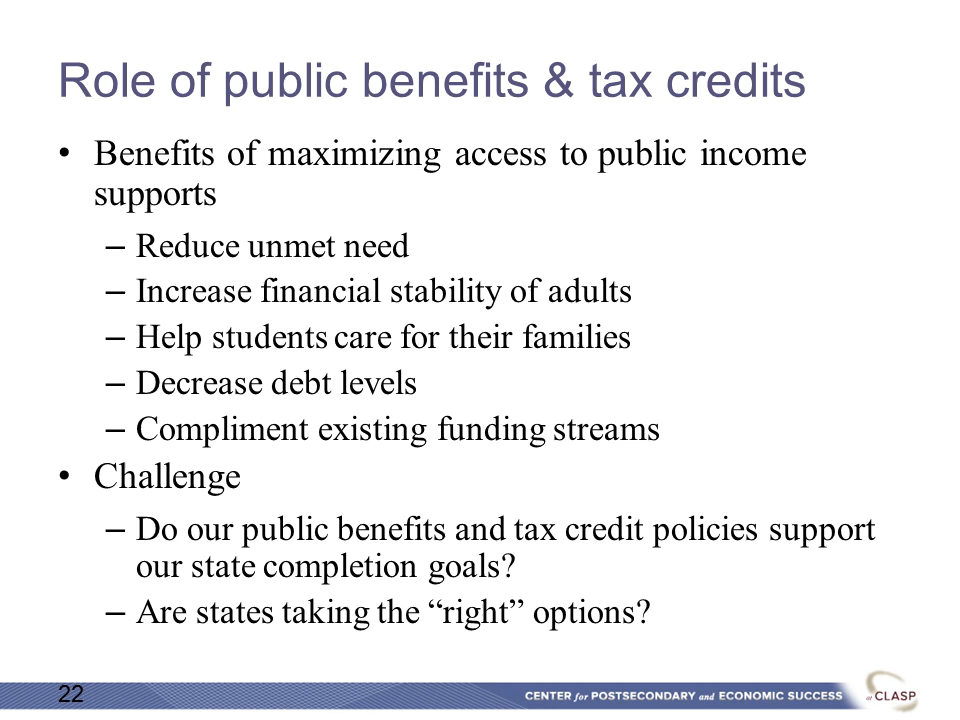 Role of public benefits & tax credits
• Benefits of maximizing access to public income
supports
– Reduce unmet need
– Increase financial stability of adults
– Help students care for their families
– Decrease debt levels
– Compliment existing funding streams
• Challenge
– Do our public benefits and tax credit policies support
our state completion goals?
– Are states taking the “right” options?
22
CENTER for POSTSECONDARY and ECONOMIC SUCCESS at CLASP